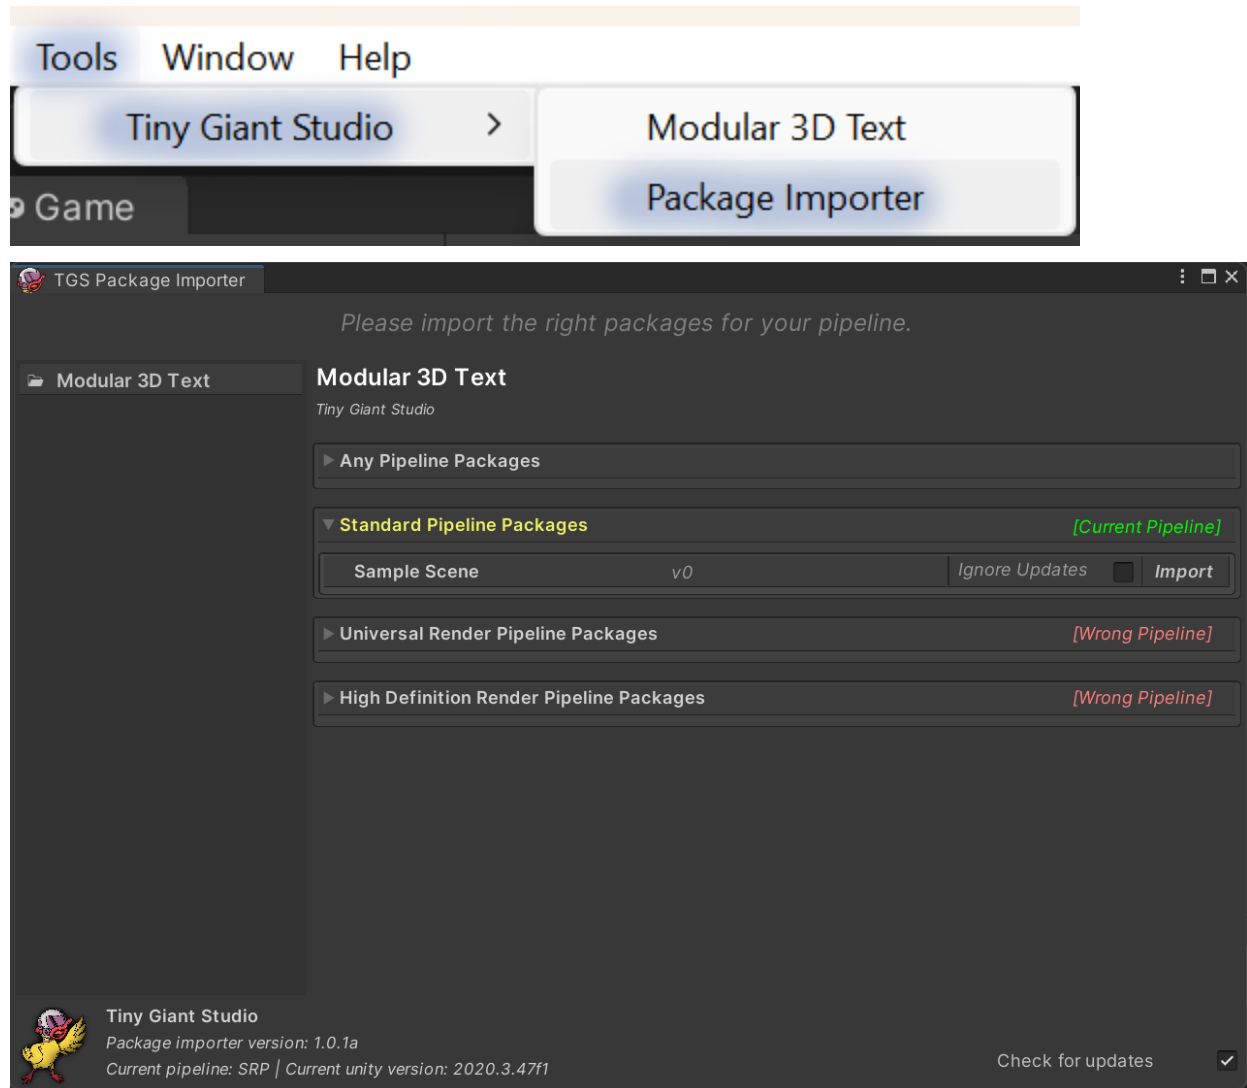 Tools Window Help
Tiny Giant Studio > Modular 3D Text
Package Importer
Game
TGS Package Importer
Please import the right packages for your pipeline.
Modular 3D Text
Modular 3D Text
Tiny Giant Studio
Any Pipeline Packages
Standard Pipeline Packages [Current Pipeline]
Sample Scene v0 Ignore Updates Import
Universal Render Pipeline Packages [Wrong Pipeline]
High Definition Render Pipeline Packages [Wrong Pipeline]
Tiny Giant Studio
Package importer version: 1.0.1a
Current pipeline: SRP | Current unity version: 2020.3.47f1
Check for updates